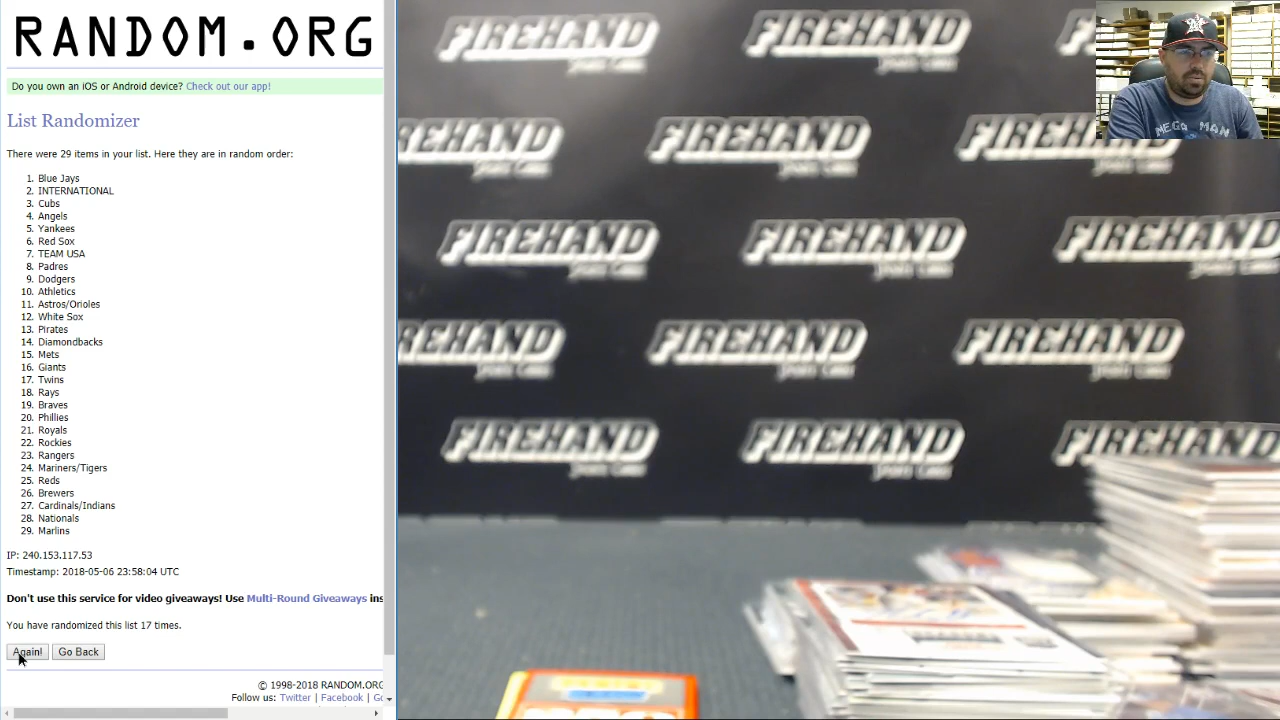 RANDOM.ORG
Do you own an iOS or Android device? Check out our app!
List Randomizer
There were 29 items in your list. Here they are in random order:
1. Blue Jays
2. INTERNATIONAL
3. Cubs
4. Angels
5. Yankees
6. Red Sox
7. TEAM USA
8. Padres
9. Dodgers
10. Athletics
11. Astros/Orioles
12. White Sox
13. Pirates
14. Diamondbacks
15. Mets
16. Giants
17. Twins
18. Rays
19. Braves
20. Phillies
21. Royals
22. Rockies
23. Rangers
24. Mariners/Tigers
25. Reds
26. Brewers
27. Cardinals/Indians
28. Nationals
29. Marlins
IP: 240.153.117.53
Timestamp: 2018-05-06 23:58:04 UTC
Don't use this service for video giveaways! Use Multi-Round Giveaways ins
You have randomized this list 17 times.
Again! Go Back
© 1998-2018 RANDOM.ORG
Follow us: Twitter | Facebook | G
FIREHAND FIREHAND
FIREHAND FIREHAND FIREHAND
FIREHAND FIREHAND FIREHAND
FIREHAND FIREHAND FIREHAND
FIREHAND FIREHAND FIREHAND
MEGA MAN